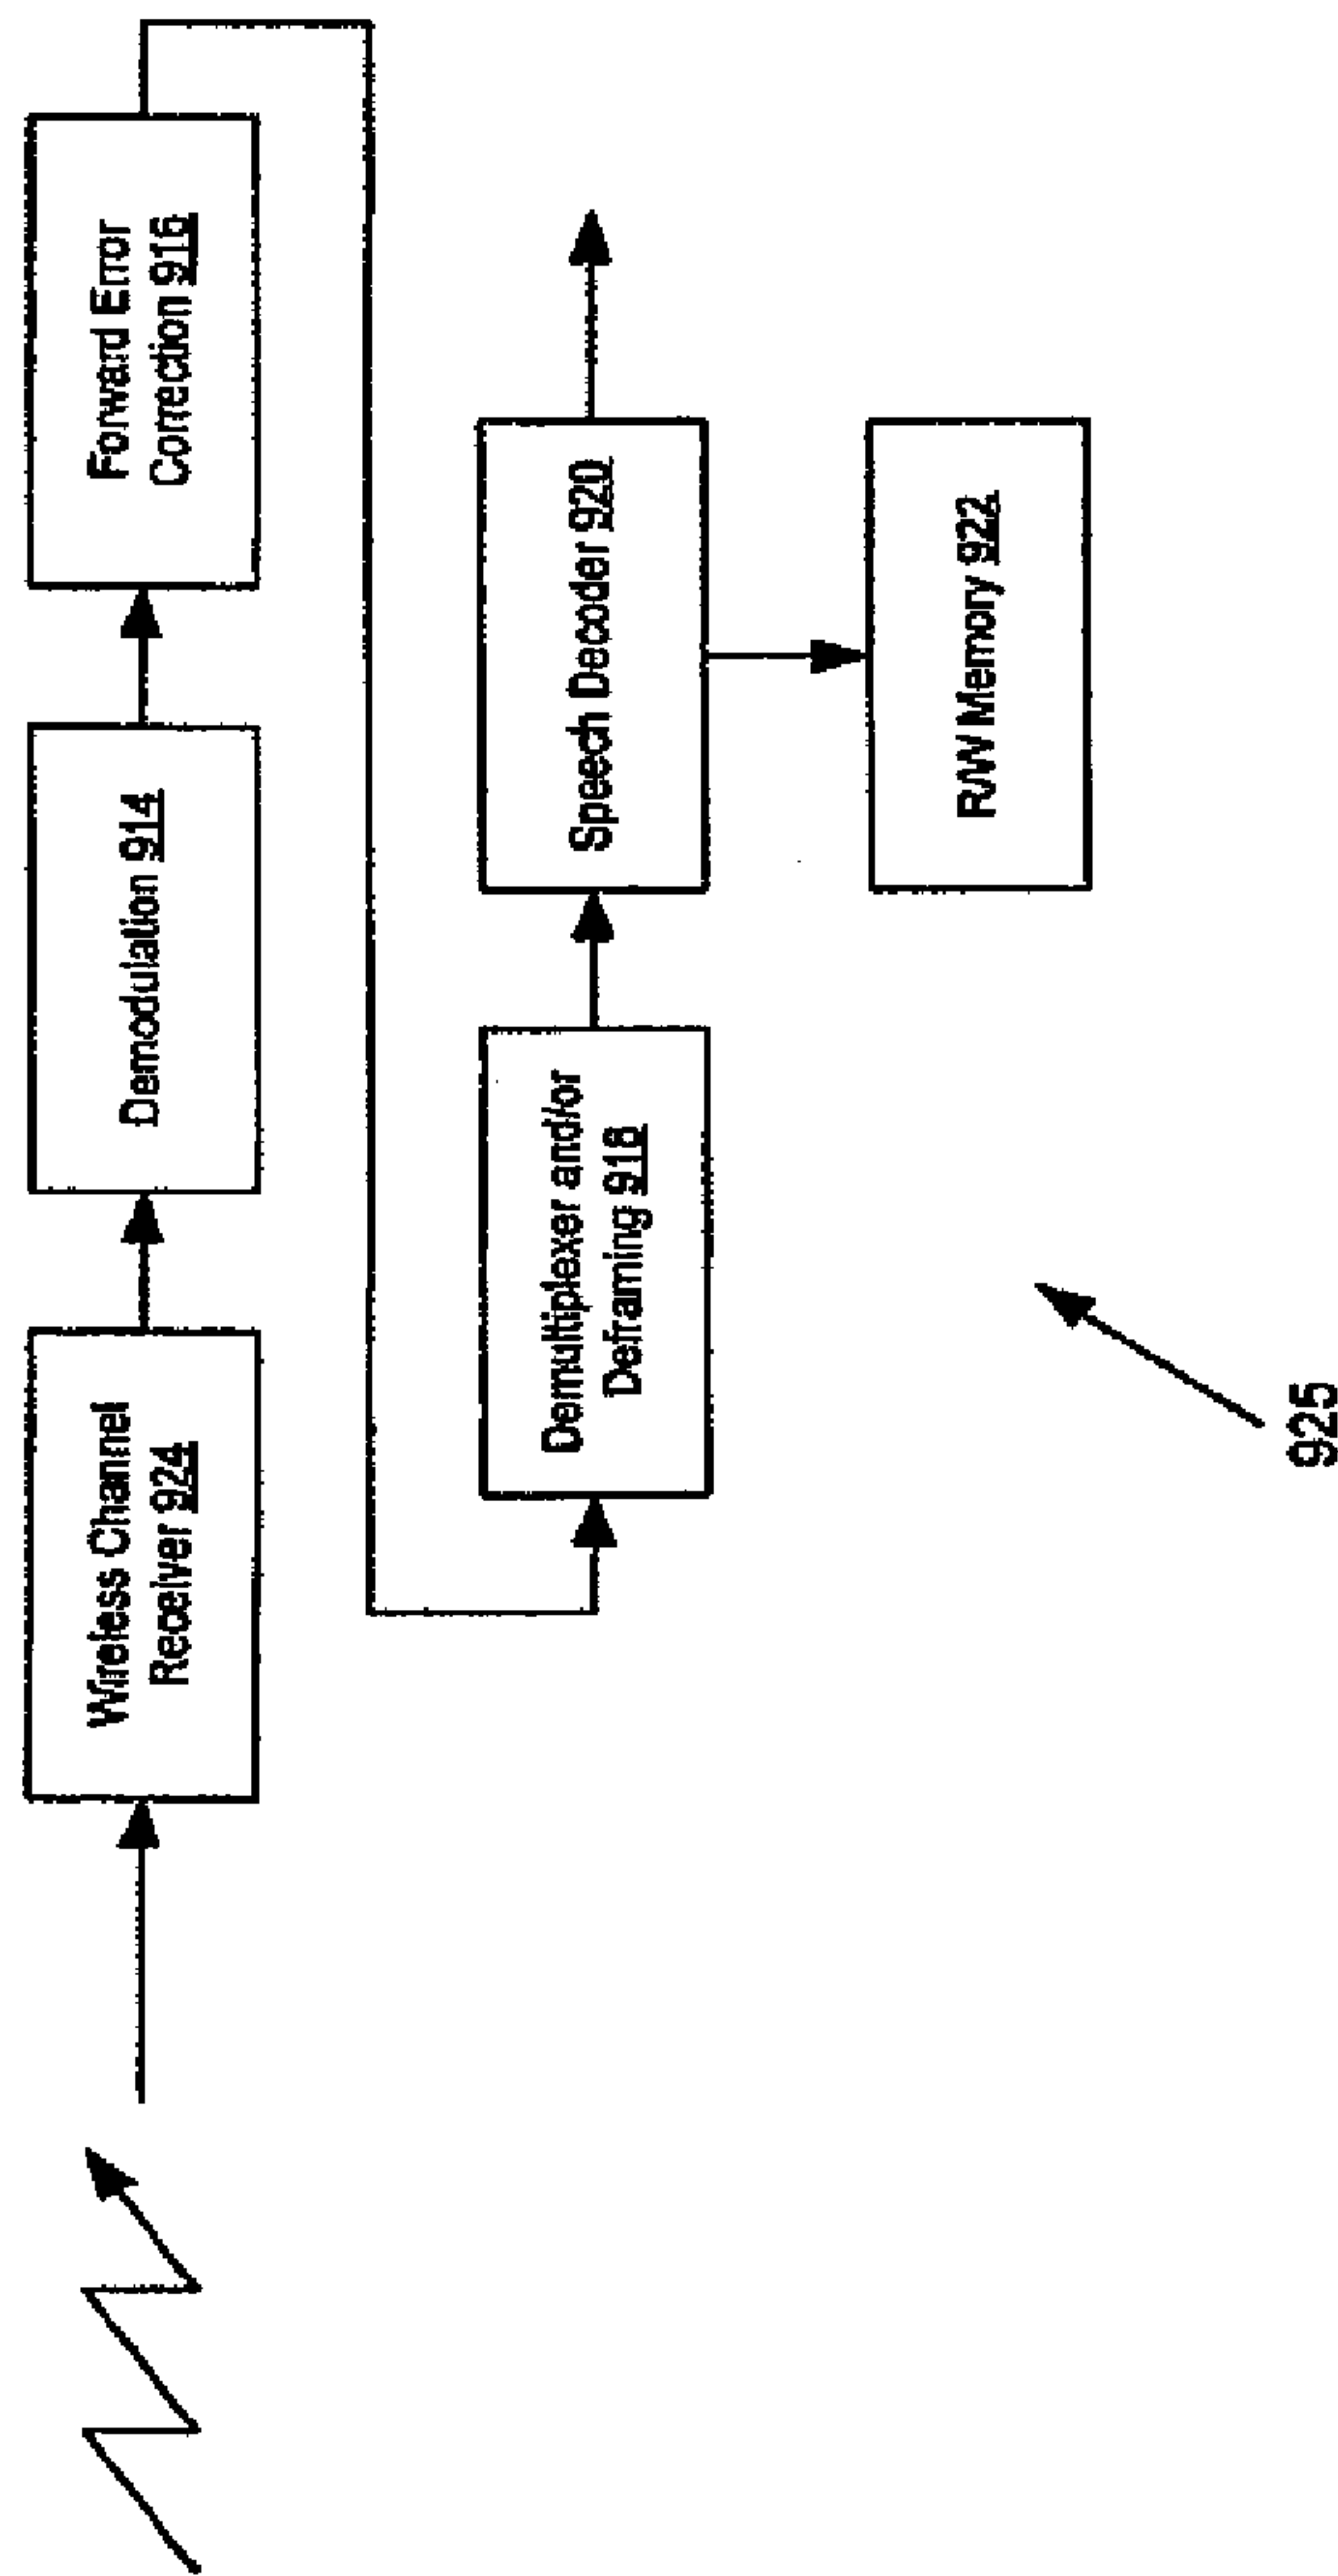 Wireless Channel
Receiver 924
Demodulation 914
Forward Error
Correction 916
Demultiplexer and/or
Deframing 918
Speech Decoder 920
R/W Memory 922
925